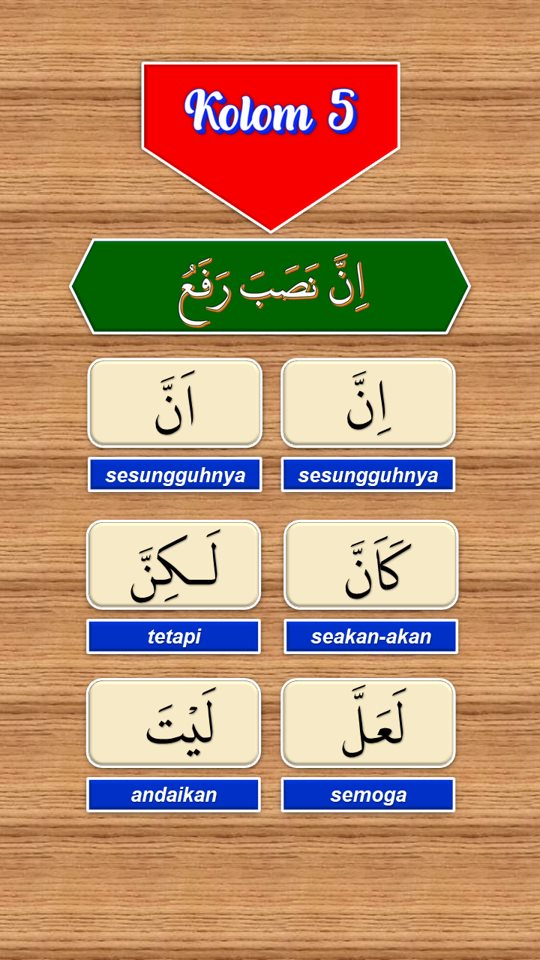 Kolom 5
اِنَّ نَصَبَ رَفَعُ
اِنَّ
اَنَّ
sesungguhnya
sesungguhnya
كَاَنَّ
لَـكِنَّ
seakan-akan
tetapi
لَعَلَّ
لَيْتَ
semoga
andaikan